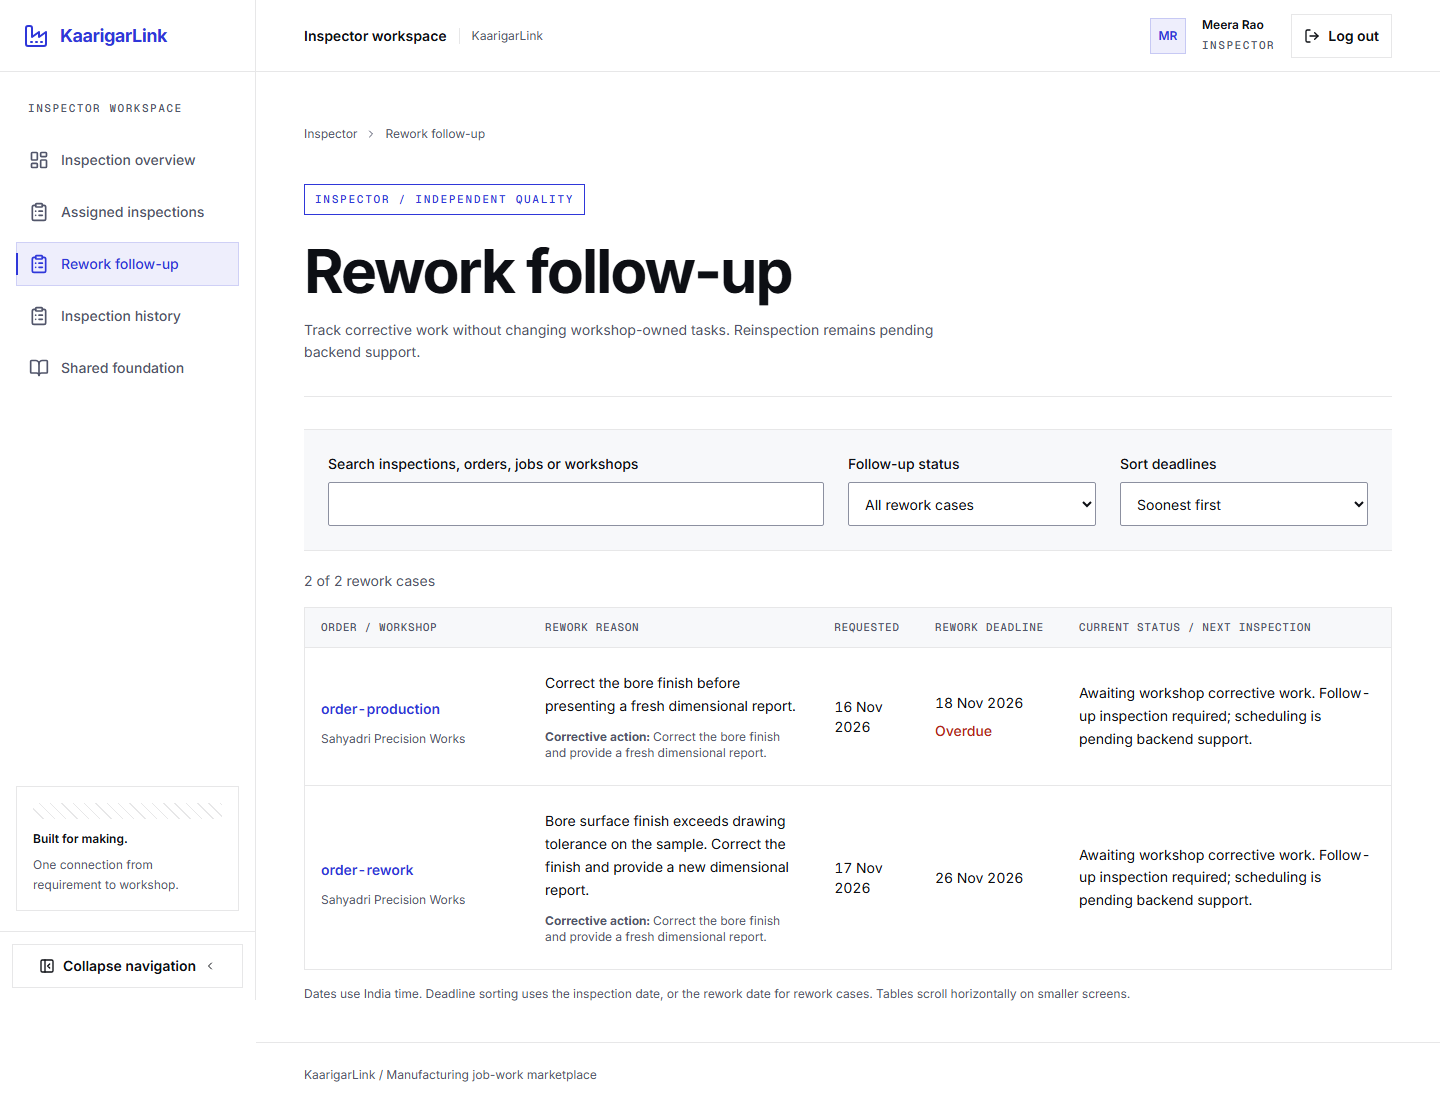 KaarigarLink
Inspector workspace
KaarigarLink
MR
Meera Rao
INSPECTOR
Log out
INSPECTOR WORKSPACE
Inspection overview
Assigned inspections
Rework follow-up
Inspection history
Shared foundation
Built for making.
One connection from
requirement to workshop.
Collapse navigation
Inspector
Rework follow-up
INSPECTOR / INDEPENDENT QUALITY
Rework follow-up
Track corrective work without changing workshop-owned tasks. Reinspection remains pending
backend support.
Search inspections, orders, jobs or workshops
Follow-up status
All rework cases
Sort deadlines
Soonest first
2 of 2 rework cases
ORDER / WORKSHOP
REWORK REASON
REQUESTED
REWORK DEADLINE
CURRENT STATUS / NEXT INSPECTION
order-production
Sahyadri Precision Works
Correct the bore finish before
presenting a fresh dimensional report.
Corrective action: Correct the bore finish
and provide a fresh dimensional report.
16 Nov
2026
18 Nov 2026
Overdue
Awaiting workshop corrective work. Follow-
up inspection required; scheduling is
pending backend support.
order-rework
Sahyadri Precision Works
Bore surface finish exceeds drawing
tolerance on the sample. Correct the
finish and provide a new dimensional
report.
Corrective action: Correct the bore finish
and provide a fresh dimensional report.
17 Nov
2026
26 Nov 2026
Awaiting workshop corrective work. Follow-
up inspection required; scheduling is
pending backend support.
Dates use India time. Deadline sorting uses the inspection date, or the rework date for rework cases. Tables scroll horizontally on smaller screens.
KaarigarLink / Manufacturing job-work marketplace